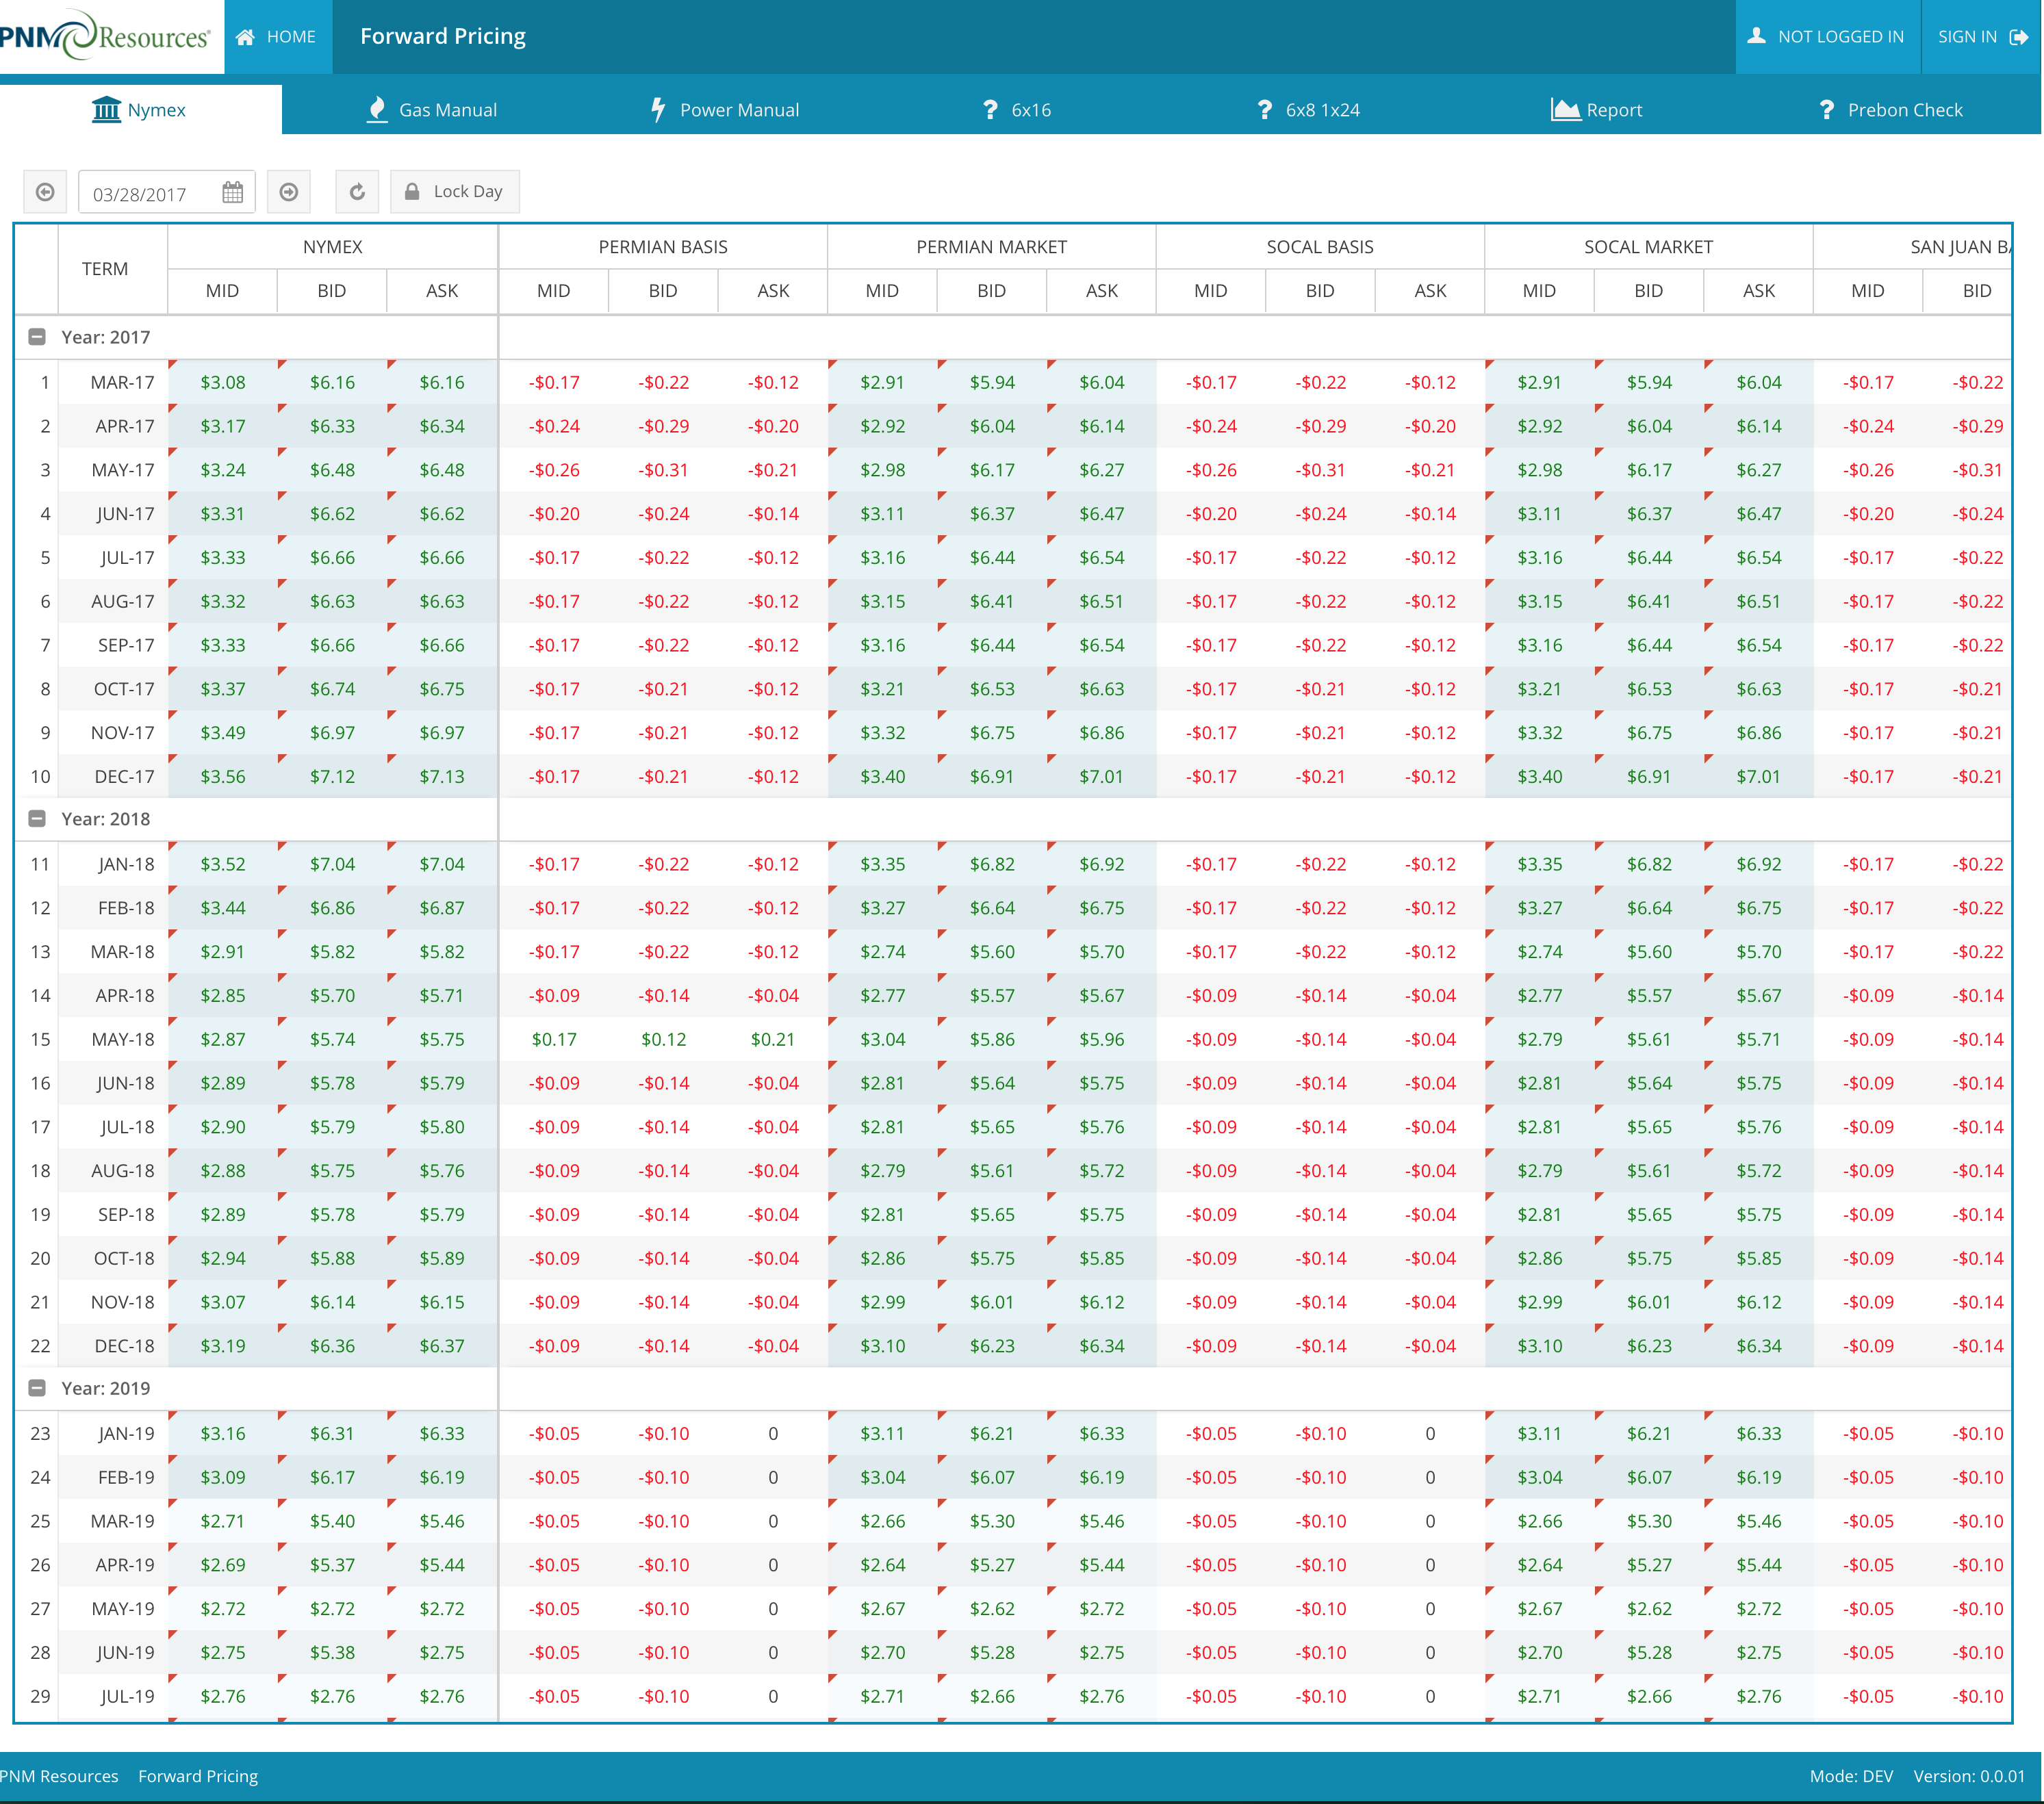 PNM Resources HOME Forward Pricing NOT LOGGED IN SIGN IN
Nymex Gas Manual Power Manual ? 6x16 ? 6x8 1x24 Report ? Prebon Check
03/28/2017 Lock Day
TERM NYMEX PERMIAN BASIS PERMIAN MARKET SOCAL BASIS SOCAL MARKET SAN JUAN BA
MID BID ASK MID BID ASK MID BID ASK MID BID ASK MID BID ASK MID BID
Year: 2017
1 MAR-17 $3.08 $6.16 $6.16 -$0.17 -$0.22 -$0.12 $2.91 $5.94 $6.04 -$0.17 -$0.22 -$0.12 $2.91 $5.94 $6.04 -$0.17 -$0.22
2 APR-17 $3.17 $6.33 $6.34 -$0.24 -$0.29 -$0.20 $2.92 $6.04 $6.14 -$0.24 -$0.29 -$0.20 $2.92 $6.04 $6.14 -$0.24 -$0.29
3 MAY-17 $3.24 $6.48 $6.48 -$0.26 -$0.31 -$0.21 $2.98 $6.17 $6.27 -$0.26 -$0.31 -$0.21 $2.98 $6.17 $6.27 -$0.26 -$0.31
4 JUN-17 $3.31 $6.62 $6.62 -$0.20 -$0.24 -$0.14 $3.11 $6.37 $6.47 -$0.20 -$0.24 -$0.14 $3.11 $6.37 $6.47 -$0.20 -$0.24
5 JUL-17 $3.33 $6.66 $6.66 -$0.17 -$0.22 -$0.12 $3.16 $6.44 $6.54 -$0.17 -$0.22 -$0.12 $3.16 $6.44 $6.54 -$0.17 -$0.22
6 AUG-17 $3.32 $6.63 $6.63 -$0.17 -$0.22 -$0.12 $3.15 $6.41 $6.51 -$0.17 -$0.22 -$0.12 $3.15 $6.41 $6.51 -$0.17 -$0.22
7 SEP-17 $3.33 $6.66 $6.66 -$0.17 -$0.22 -$0.12 $3.16 $6.44 $6.54 -$0.17 -$0.22 -$0.12 $3.16 $6.44 $6.54 -$0.17 -$0.22
8 OCT-17 $3.37 $6.74 $6.75 -$0.17 -$0.21 -$0.12 $3.21 $6.53 $6.63 -$0.17 -$0.21 -$0.12 $3.21 $6.53 $6.63 -$0.17 -$0.21
9 NOV-17 $3.49 $6.97 $6.97 -$0.17 -$0.21 -$0.12 $3.32 $6.75 $6.86 -$0.17 -$0.21 -$0.12 $3.32 $6.75 $6.86 -$0.17 -$0.21
10 DEC-17 $3.56 $7.12 $7.13 -$0.17 -$0.21 -$0.12 $3.40 $6.91 $7.01 -$0.17 -$0.21 -$0.12 $3.40 $6.91 $7.01 -$0.17 -$0.21
Year: 2018
11 JAN-18 $3.52 $7.04 $7.04 -$0.17 -$0.22 -$0.12 $3.35 $6.82 $6.92 -$0.17 -$0.22 -$0.12 $3.35 $6.82 $6.92 -$0.17 -$0.22
12 FEB-18 $3.44 $6.86 $6.87 -$0.17 -$0.22 -$0.12 $3.27 $6.64 $6.75 -$0.17 -$0.22 -$0.12 $3.27 $6.64 $6.75 -$0.17 -$0.22
13 MAR-18 $2.91 $5.82 $5.82 -$0.17 -$0.22 -$0.12 $2.74 $5.60 $5.70 -$0.17 -$0.22 -$0.12 $2.74 $5.60 $5.70 -$0.17 -$0.22
14 APR-18 $2.85 $5.70 $5.71 -$0.09 -$0.14 -$0.04 $2.77 $5.57 $5.67 -$0.09 -$0.14 -$0.04 $2.77 $5.57 $5.67 -$0.09 -$0.14
15 MAY-18 $2.87 $5.74 $5.75 $0.17 $0.12 $0.21 $3.04 $5.86 $5.96 -$0.09 -$0.14 -$0.04 $2.79 $5.61 $5.71 -$0.09 -$0.14
16 JUN-18 $2.89 $5.78 $5.79 -$0.09 -$0.14 -$0.04 $2.81 $5.64 $5.75 -$0.09 -$0.14 -$0.04 $2.81 $5.64 $5.75 -$0.09 -$0.14
17 JUL-18 $2.90 $5.79 $5.80 -$0.09 -$0.14 -$0.04 $2.81 $5.65 $5.76 -$0.09 -$0.14 -$0.04 $2.81 $5.65 $5.76 -$0.09 -$0.14
18 AUG-18 $2.88 $5.75 $5.76 -$0.09 -$0.14 -$0.04 $2.79 $5.61 $5.72 -$0.09 -$0.14 -$0.04 $2.79 $5.61 $5.72 -$0.09 -$0.14
19 SEP-18 $2.89 $5.78 $5.79 -$0.09 -$0.14 -$0.04 $2.81 $5.65 $5.75 -$0.09 -$0.14 -$0.04 $2.81 $5.65 $5.75 -$0.09 -$0.14
20 OCT-18 $2.94 $5.88 $5.89 -$0.09 -$0.14 -$0.04 $2.86 $5.75 $5.85 -$0.09 -$0.14 -$0.04 $2.86 $5.75 $5.85 -$0.09 -$0.14
21 NOV-18 $3.07 $6.14 $6.15 -$0.09 -$0.14 -$0.04 $2.99 $6.01 $6.12 -$0.09 -$0.14 -$0.04 $2.99 $6.01 $6.12 -$0.09 -$0.14
22 DEC-18 $3.19 $6.36 $6.37 -$0.09 -$0.14 -$0.04 $3.10 $6.23 $6.34 -$0.09 -$0.14 -$0.04 $3.10 $6.23 $6.34 -$0.09 -$0.14
Year: 2019
23 JAN-19 $3.16 $6.31 $6.33 -$0.05 -$0.10 0 $3.11 $6.21 $6.33 -$0.05 -$0.10 0 $3.11 $6.21 $6.33 -$0.05 -$0.10
24 FEB-19 $3.09 $6.17 $6.19 -$0.05 -$0.10 0 $3.04 $6.07 $6.19 -$0.05 -$0.10 0 $3.04 $6.07 $6.19 -$0.05 -$0.10
25 MAR-19 $2.71 $5.40 $5.46 -$0.05 -$0.10 0 $2.66 $5.30 $5.46 -$0.05 -$0.10 0 $2.66 $5.30 $5.46 -$0.05 -$0.10
26 APR-19 $2.69 $5.37 $5.44 -$0.05 -$0.10 0 $2.64 $5.27 $5.44 -$0.05 -$0.10 0 $2.64 $5.27 $5.44 -$0.05 -$0.10
27 MAY-19 $2.72 $2.72 $2.72 -$0.05 -$0.10 0 $2.67 $2.62 $2.72 -$0.05 -$0.10 0 $2.67 $2.62 $2.72 -$0.05 -$0.10
28 JUN-19 $2.75 $5.38 $2.75 -$0.05 -$0.10 0 $2.70 $5.28 $2.75 -$0.05 -$0.10 0 $2.70 $5.28 $2.75 -$0.05 -$0.10
29 JUL-19 $2.76 $2.76 $2.76 -$0.05 -$0.10 0 $2.71 $2.66 $2.76 -$0.05 -$0.10 0 $2.71 $2.66 $2.76 -$0.05 -$0.10
PNM Resources Forward Pricing Mode: DEV Version: 0.0.01